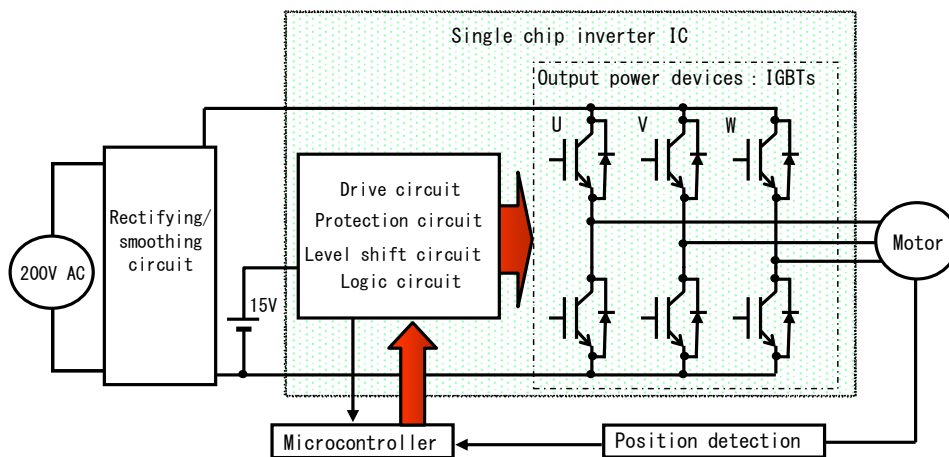 Single chip inverter IC
Output power devices : IGBTs
U
V
W
Drive circuit
Protection circuit
Level shift circuit
Logic circuit
Rectifying/
smoothing
circuit
200V AC
15V
Motor
Microcontroller
Position detection